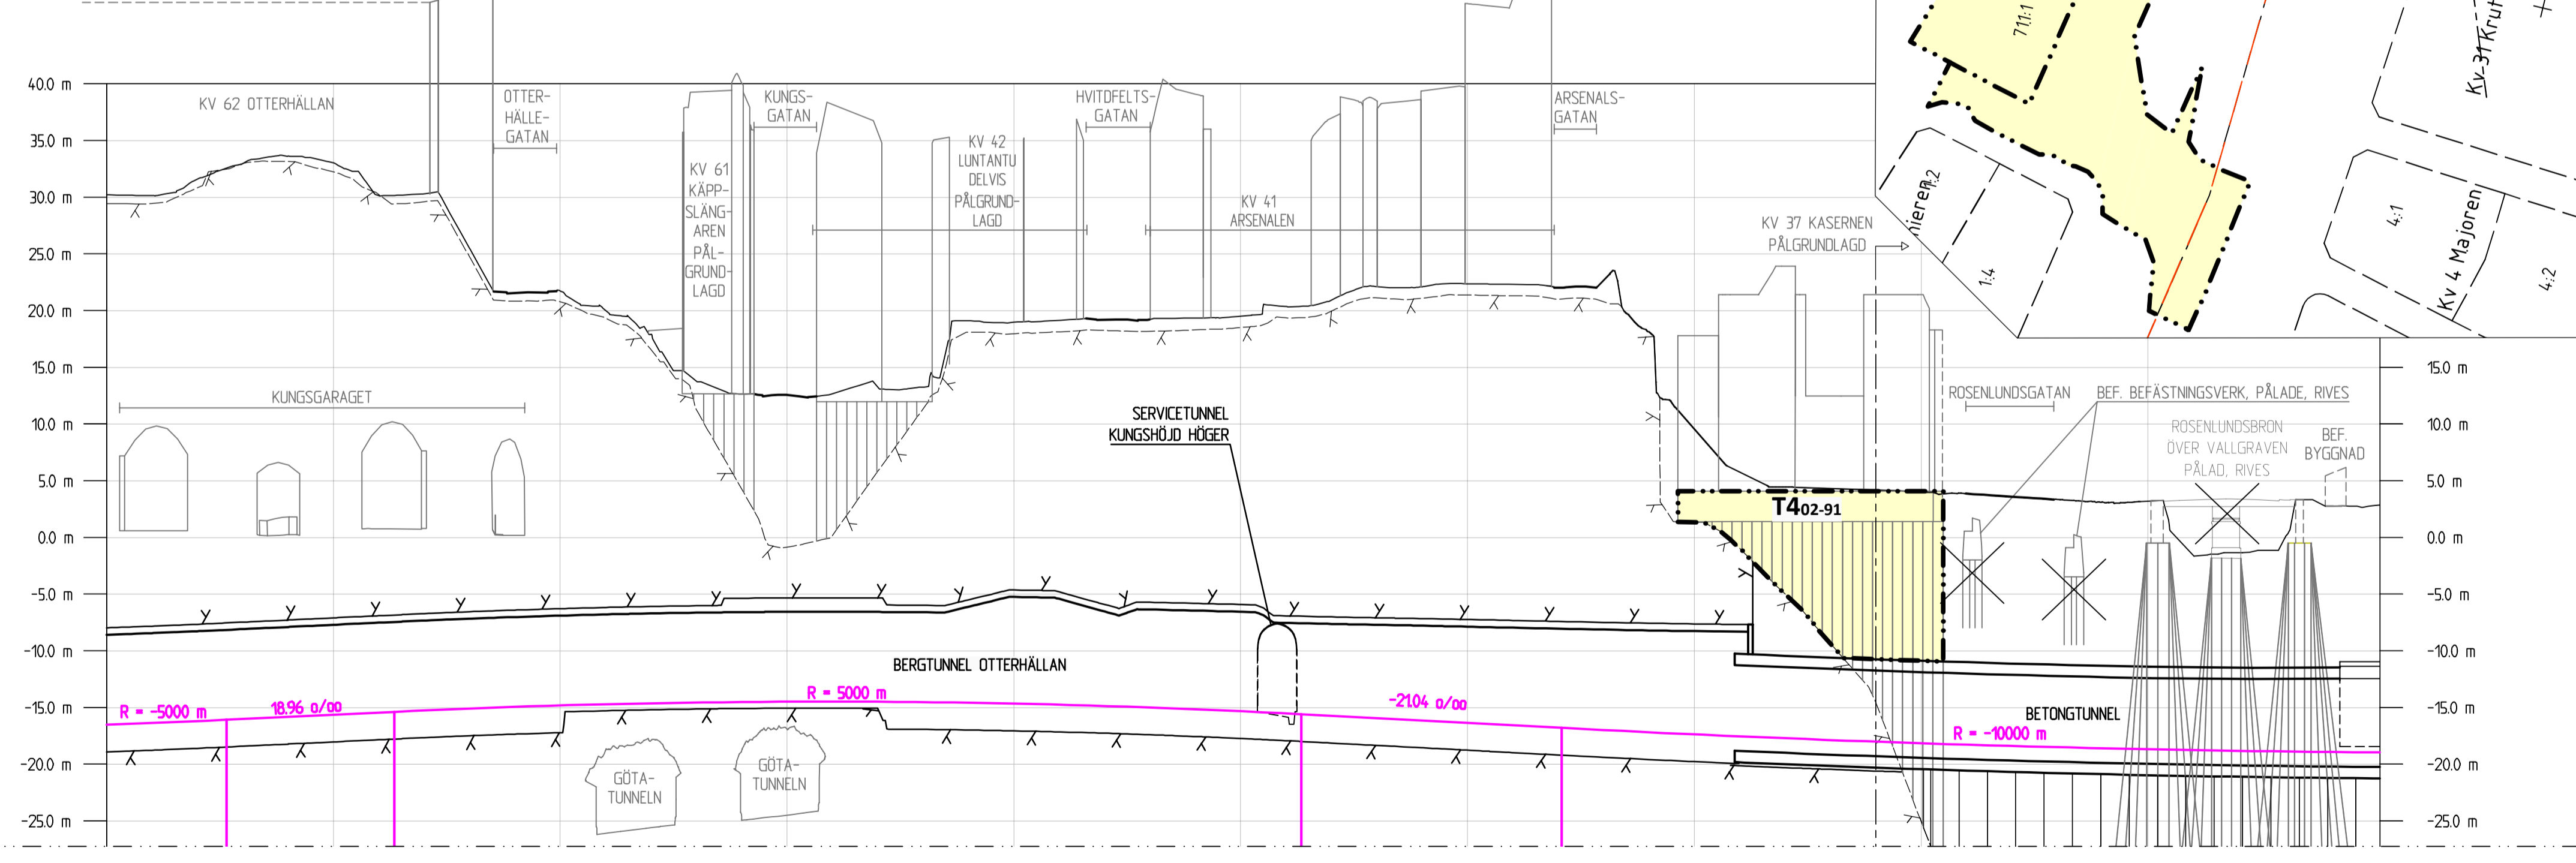 40.0 m
35.0 m
30.0 m
25.0 m
20.0 m
15.0 m
10.0 m
5.0 m
0.0 m
-5.0 m
-10.0 m
-15.0 m
-20.0 m
-25.0 m
KV 62 OTTERHÄLLAN
OTTER-
HÄLLE-
GATAN
KV 61
KÄPP-
SLÄNG-
AREN
PÅL-
GRUND-
LAGD
KUNGS-
GATAN
KV 42
LUNTANTU
DELVIS
PÅLGRUND-
LAGD
HVITDFELTS-
GATAN
KV 41
ARSENALEN
ARSENALS-
GATAN
KV 37 KASERNEN
PÅLGRUNDLAGD
KUNGSGARAGET
SERVICETUNNEL
KUNGSHÖJD HÖGER
T402-91
ROSENLUNDSGATAN
BEF. BEFÄSTNINGSVERK, PÅLADE, RIVES
ROSENLUNDSBRON
ÖVER VALLGRAVEN
PÅLAD, RIVES
BEF.
BYGGNAD
BERGTUNNEL OTTERHÄLLAN
BETONGTUNNEL
R = -5000 m
18.96 o/oo
R = 5000 m
-21.04 o/oo
R = -10000 m
GÖTA-
TUNNELN
GÖTA-
TUNNELN
15.0 m
10.0 m
5.0 m
0.0 m
-5.0 m
-10.0 m
-15.0 m
-20.0 m
-25.0 m
711:1
1:2
1:4
4:1
Kv 4 Majoren
4:2